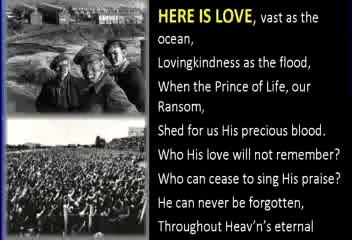 HERE IS LOVE, vast as the
ocean,
Lovingkindness as the flood,
When the Prince of Life, our
Ransom,
Shed for us His precious blood.
Who His love will not remember?
Who can cease to sing His praise?
He can never be forgotten,
Throughout Heav'n's eternal